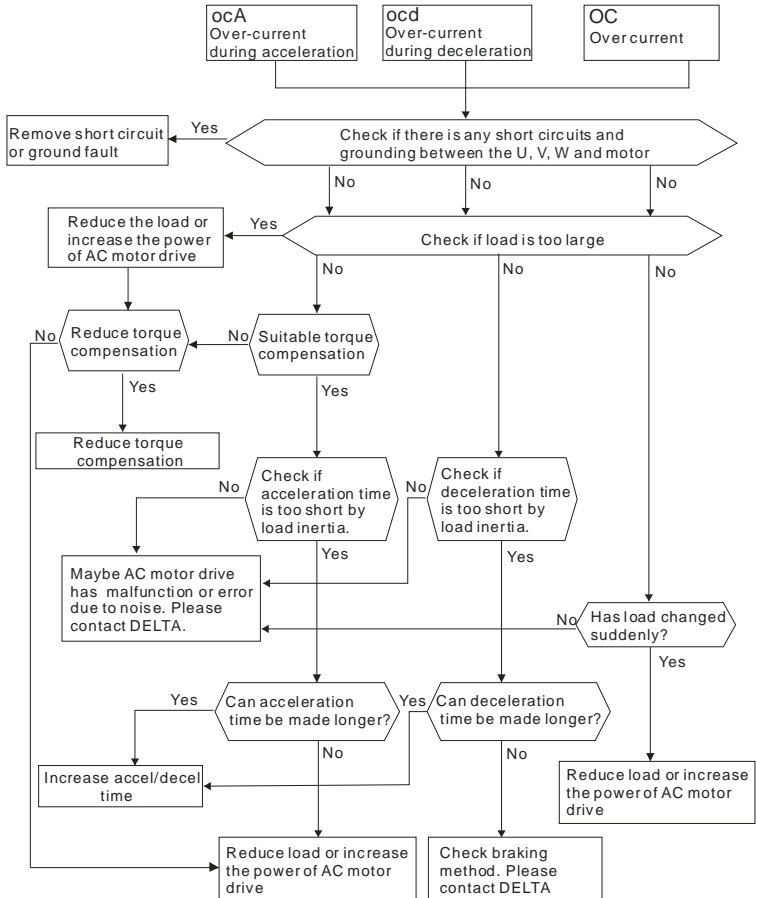 ocA
Over-current
during acceleration
ocd
Over-current
during deceleration
OC
Over current
Remove short circuit
or ground fault
Yes
Check if there is any short circuits and
grounding between the U, V, W and motor
No
No
No
Reduce the load or
increase the power
of AC motor drive
Yes
Check if load is too large
No
No
No
No
Reduce torque
compensation
No
Suitable torque
compensation
Yes
Yes
Reduce torque
compensation
No
Check if
acceleration time
is too short by
load inertia.
No
Check if
deceleration time
is too short by
load inertia.
Yes
Yes
Maybe AC motor drive
has malfunction or error
due to noise. Please
contact DELTA.
No
Has load changed
suddenly?
Yes
Yes
Can acceleration
time be made longer?
Yes
Can deceleration
time be made longer?
No
No
Increase accel/decel
time
Reduce load or increase
the power of AC motor
drive
Reduce load or increase
the power of AC motor
drive
Check braking
method. Please
contact DELTA